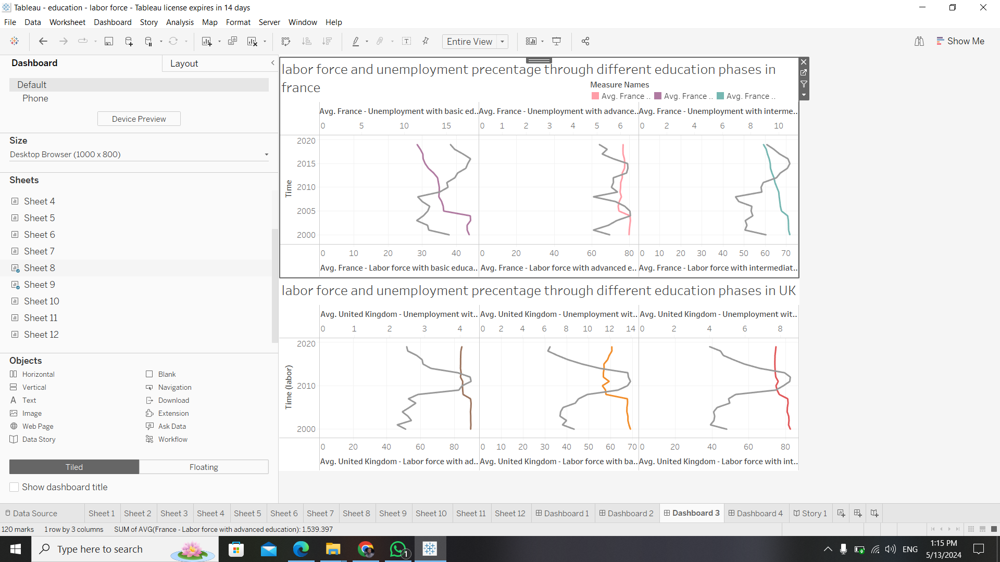 Tableau - education - labor force - Tableau license expires in 14 days
File Data Worksheet Dashboard Story Analysis Map Format Server Window Help
Entire View
Show Me
Dashboard
Layout
Default
Phone
Device Preview
Size
Desktop Browser (1000 x 800)
Sheets
Sheet 4
Sheet 5
Sheet 6
Sheet 7
Sheet 8
Sheet 9
Sheet 10
Sheet 11
Sheet 12
Objects
Horizontal Blank
Vertical Navigation
Text Download
Image Extension
Web Page Ask Data
Data Story Workflow
Tiled Floating
Show dashboard title
labor force and unemployment precentage through different education phases in
france
Measure Names
Avg. France .. Avg. France .. Avg. France ..
Avg. France - Unemployment with basic ed.. Avg. France - Unemployment with advance.. Avg. France - Unemployment with interme..
0 5 10 15 0 1 2 3 4 5 6 0 2 4 6 8 10
2020
2015
Time
2010
2005
2000
0 10 20 30 40 0 20 40 60 80 0 10 20 30 40 50 60 70
Avg. France - Labor force with basic educa.. Avg. France - Labor force with advanced e.. Avg. France - Labor force with intermediat..
labor force and unemployment precentage through different education phases in UK
Avg. United Kingdom - Unemployment wit.. Avg. United Kingdom - Unemployment wit.. Avg. United Kingdom - Unemployment wit..
0 1 2 3 4 0 2 4 6 8 10 12 14 0 2 4 6 8
2020
Time (labor)
2010
2000
0 20 40 60 80 0 10 20 30 40 50 60 70 0 20 40 60 80
Avg. United Kingdom - Labor force with ad.. Avg. United Kingdom - Labor force with ba.. Avg. United Kingdom - Labor force with int..
Data Source Sheet 1 Sheet 2 Sheet 3 Sheet 4 Sheet 5 Sheet 6 Sheet 7 Sheet 8 Sheet 9 Sheet 10 Sheet 11 Sheet 12 Dashboard 1 Dashboard 2 Dashboard 3 Dashboard 4 Story 1
120 marks 1 row by 3 columns SUM of AVG(France - Labor force with advanced education): 1,539.397
Type here to search
1
ENG
1:15 PM
5/13/2024